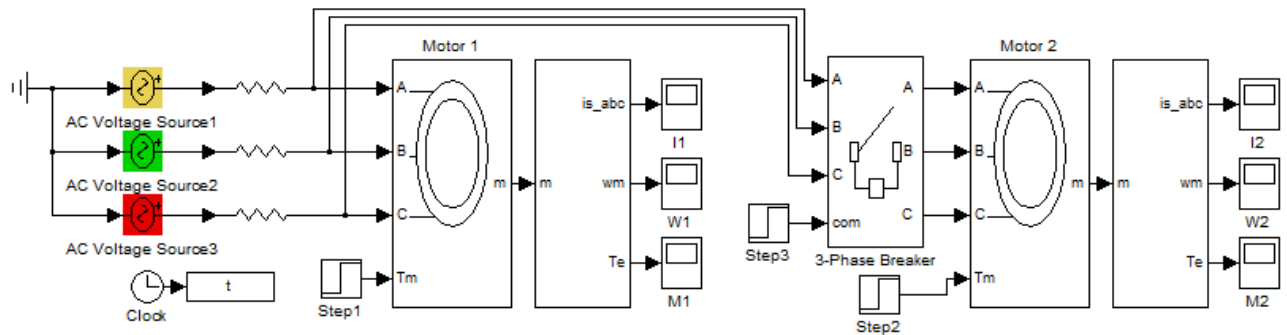 Motor 1
Motor 2
A
A
A
A
AC Voltage Source1
is_abc
is_abc
I1
I2
B
B
B
B
AC Voltage Source2
C
m
m
wm
m
m
wm
C
C
C
AC Voltage Source3
W1
W2
com
Step3
3-Phase Breaker
Te
Te
Tm
Tm
t
Clock
Step1
M1
Step2
M2